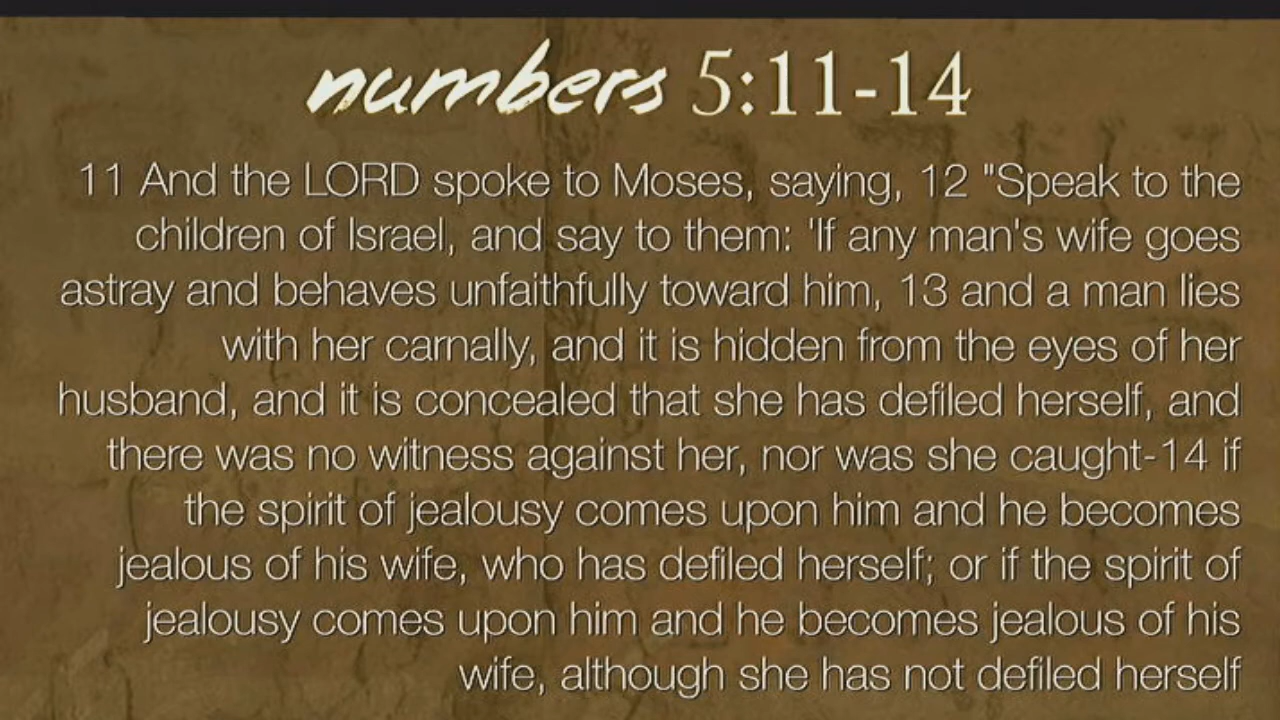 numbers 5:11-14
11 And the LORD spoke to Moses, saying, 12 "Speak to the
children of Israel, and say to them: 'If any man's wife goes
astray and behaves unfaithfully toward him, 13 and a man lies
with her carnally, and it is hidden from the eyes of her
husband, and it is concealed that she has defiled herself, and
there was no witness against her, nor was she caught-14 if
the spirit of jealousy comes upon him and he becomes
jealous of his wife, who has defiled herself; or if the spirit of
jealousy comes upon him and he becomes jealous of his
wife, although she has not defiled herself